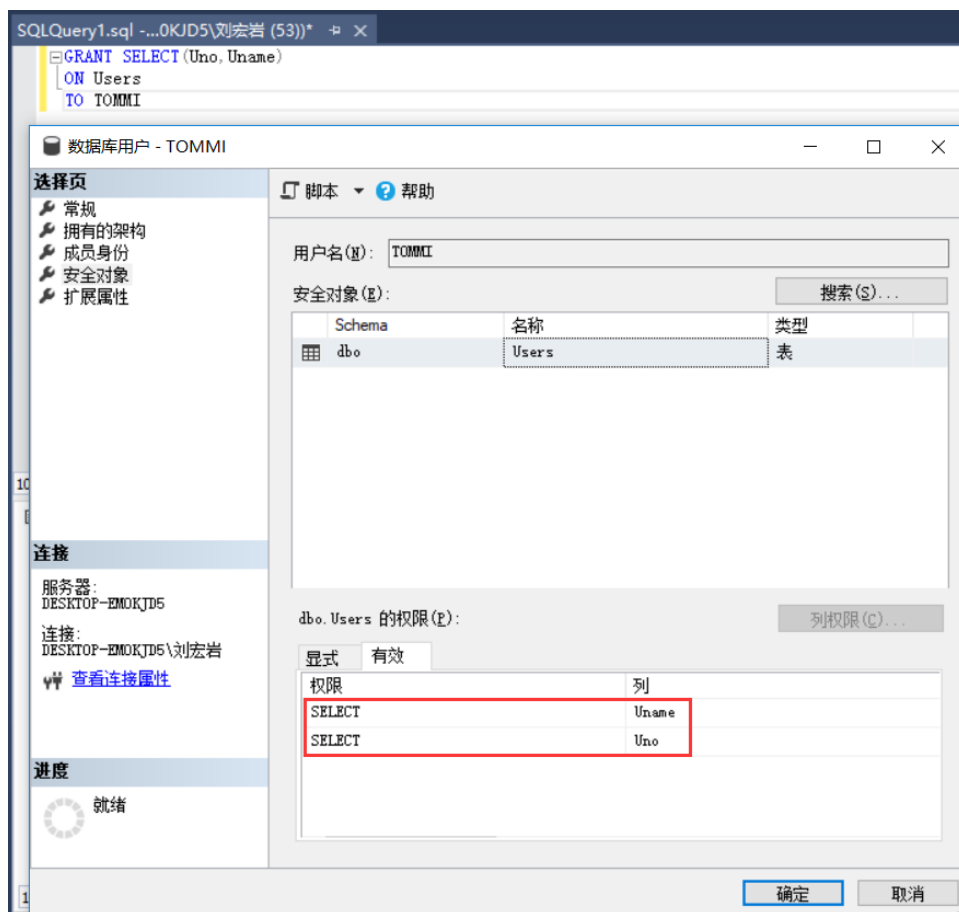 SQLQuery1.sql -...0KJD5\刘宏岩 (53))*
GRANT SELECT(Uno,Uname)
ON Users
TO TOMMI
数据库用户 - TOMMI
选择页
常规
拥有的架构
成员身份
安全对象
扩展属性
脚本
帮助
用户名(N):
TOMMI
安全对象(E):
搜索(S)...
Schema 名称 类型
dbo Users 表
10
连接
服务器:
DESKTOP-EMOKJD5
连接:
DESKTOP-EMOKJD5\刘宏岩
查看连接属性
dbo.Users 的权限(P):
列权限(C)...
显式 有效
权限 列
SELECT Uname
SELECT Uno
进度
就绪
1
确定 取消